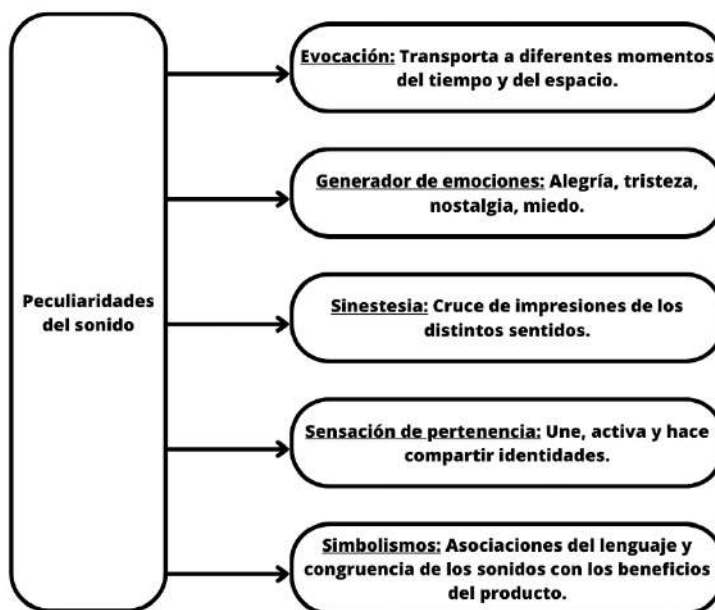 Peculiaridades
del sonido
Evocación: Transporta a diferentes momentos
del tiempo y del espacio.
Generador de emociones: Alegría, tristeza,
nostalgia, miedo.
Sinestesia: Cruce de impresiones de los
distintos sentidos.
Sensación de pertenencia: Une, activa y hace
compartir identidades.
Simbolismos: Asociaciones del lenguaje y
congruencia de los sonidos con los beneficios
del producto.